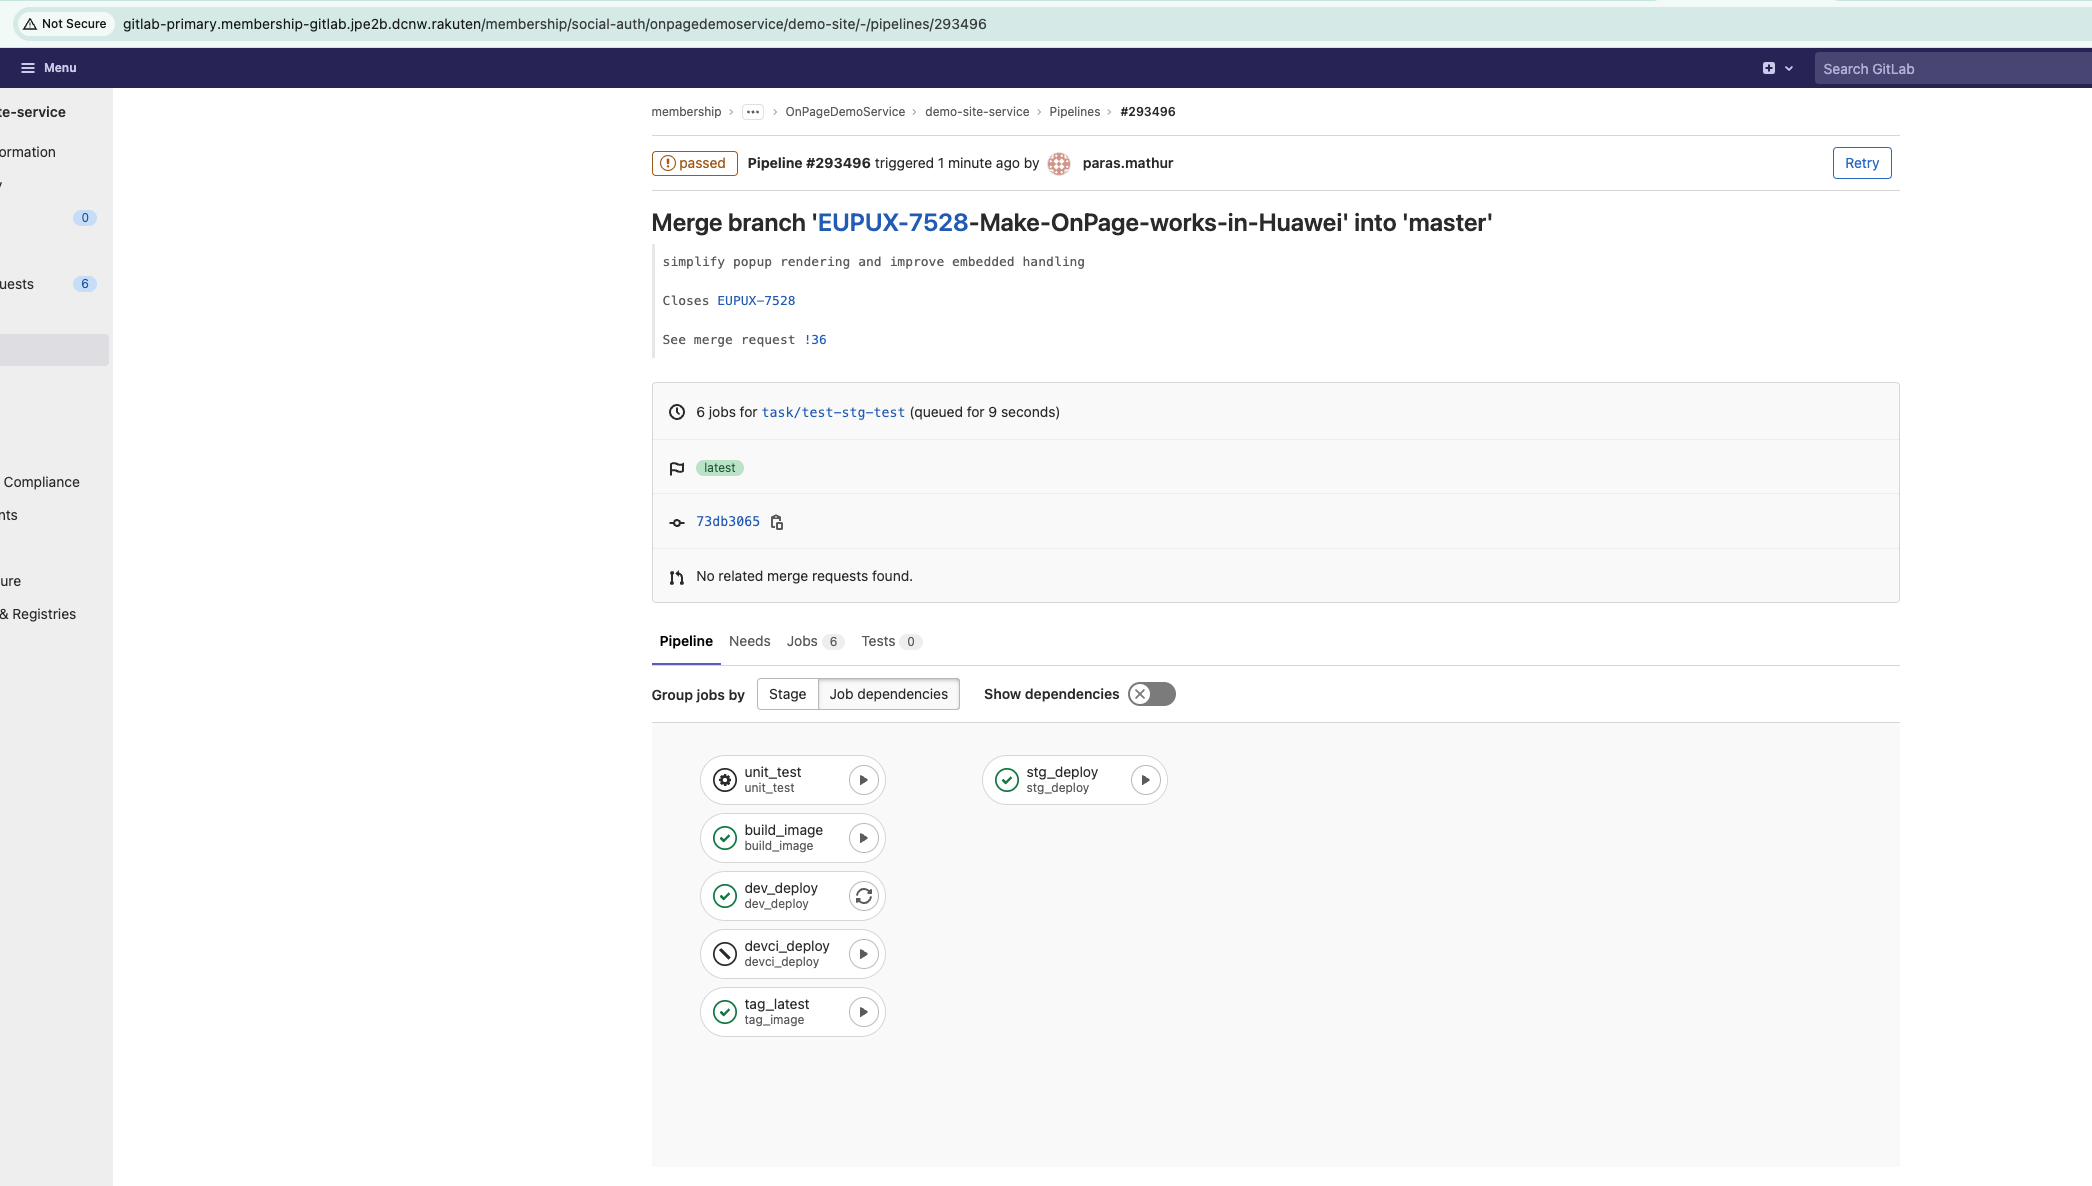 Not Secure gitlab-primary.membership-gitlab.jpe2b.dcnw.rakuten/membership/social-auth/onpagedemoservice/demo-site/-/pipelines/293496
Menu
Search GitLab
te-service
ormation
0
uests 6
Compliance
nts
ure
& Registries
membership › ··· › OnPageDemoService › demo-site-service › Pipelines › #293496
passed Pipeline #293496 triggered 1 minute ago by paras.mathur
Retry
Merge branch 'EUPUX-7528-Make-OnPage-works-in-Huawei' into 'master'
simplify popup rendering and improve embedded handling
Closes EUPUX-7528
See merge request !36
6 jobs for task/test-stg-test (queued for 9 seconds)
latest
73db3065
No related merge requests found.
Pipeline Needs Jobs 6 Tests 0
Group jobs by Stage Job dependencies Show dependencies
unit_test
unit_test
build_image
build_image
dev_deploy
dev_deploy
devci_deploy
devci_deploy
tag_latest
tag_image
stg_deploy
stg_deploy